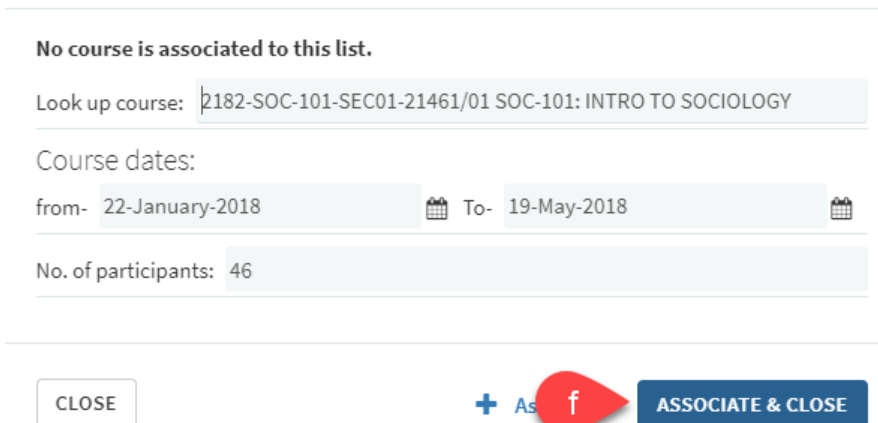 No course is associated to this list.
Look up course: 2182-SOC-101-SEC01-21461/01 SOC-101: INTRO TO SOCIOLOGY
Course dates:
from- 22-January-2018 To- 19-May-2018
No. of participants: 46
CLOSE + As f ASSOCIATE & CLOSE